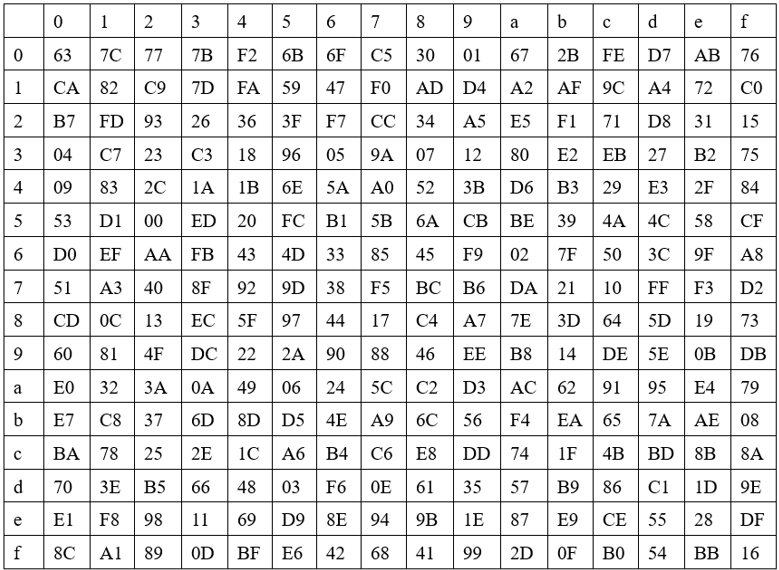 0 1 2 3 4 5 6 7 8 9 a b c d e f
0 63 7C 77 7B F2 6B 6F C5 30 01 67 2B FE D7 AB 76
1 CA 82 C9 7D FA 59 47 F0 AD D4 A2 AF 9C A4 72 C0
2 B7 FD 93 26 36 3F F7 CC 34 A5 E5 F1 71 D8 31 15
3 04 C7 23 C3 18 96 05 9A 07 12 80 E2 EB 27 B2 75
4 09 83 2C 1A 1B 6E 5A A0 52 3B D6 B3 29 E3 2F 84
5 53 D1 00 ED 20 FC B1 5B 6A CB BE 39 4A 4C 58 CF
6 D0 EF AA FB 43 4D 33 85 45 F9 02 7F 50 3C 9F A8
7 51 A3 40 8F 92 9D 38 F5 BC B6 DA 21 10 FF F3 D2
8 CD 0C 13 EC 5F 97 44 17 C4 A7 7E 3D 64 5D 19 73
9 60 81 4F DC 22 2A 90 88 46 EE B8 14 DE 5E 0B DB
a E0 32 3A 0A 49 06 24 5C C2 D3 AC 62 91 95 E4 79
b E7 C8 37 6D 8D D5 4E A9 6C 56 F4 EA 65 7A AE 08
c BA 78 25 2E 1C A6 B4 C6 E8 DD 74 1F 4B BD 8B 8A
d 70 3E B5 66 48 03 F6 0E 61 35 57 B9 86 C1 1D 9E
e E1 F8 98 11 69 D9 8E 94 9B 1E 87 E9 CE 55 28 DF
f 8C A1 89 0D BF E6 42 68 41 99 2D 0F B0 54 BB 16